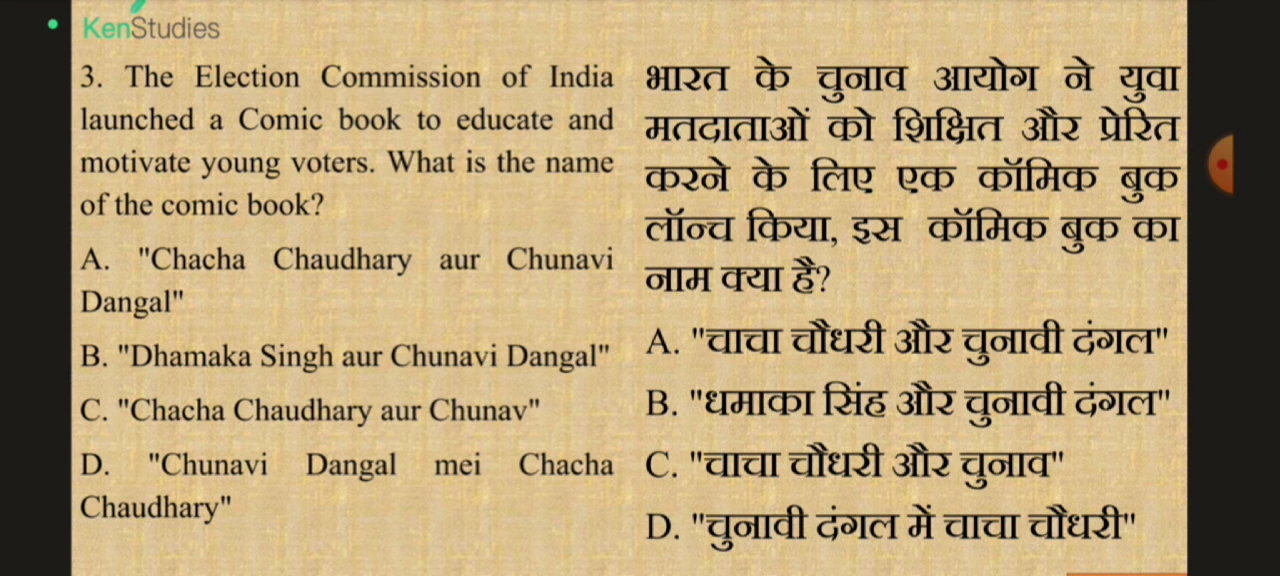 KenStudies
3. The Election Commission of India
launched a Comic book to educate and
motivate young voters. What is the name
of the comic book?
A. "Chacha Chaudhary aur Chunavi
Dangal"
B. "Dhamaka Singh aur Chunavi Dangal"
C. "Chacha Chaudhary aur Chunav"
D. "Chunavi Dangal mei Chacha
Chaudhary"
भारत के चुनाव आयोग ने युवा
मतदाताओं को शिक्षित और प्रेरित
करने के लिए एक कॉमिक बुक
लॉन्च किया, इस कॉमिक बुक का
नाम क्या है?
A. "चाचा चौधरी और चुनावी दंगल"
B. "धमाका सिंह और चुनावी दंगल"
C. "चाचा चौधरी और चुनाव"
D. "चुनावी दंगल में चाचा चौधरी"